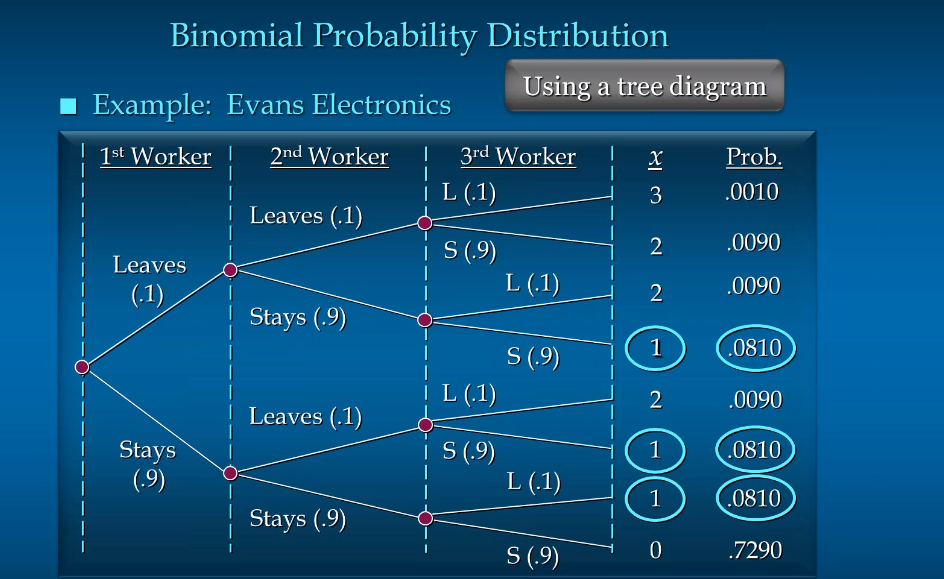 Binomial Probability Distribution
Using a tree diagram
■ Example: Evans Electronics
1st Worker 2nd Worker 3rd Worker x Prob.
L (.1) 3 .0010
Leaves (.1)
S (.9) 2 .0090
Leaves
(.1)
L (.1) 2 .0090
Stays (.9)
S (.9) 1 .0810
L (.1) 2 .0090
Leaves (.1)
S (.9) 1 .0810
Stays
(.9)
L (.1) 1 .0810
Stays (.9)
S (.9) 0 .7290